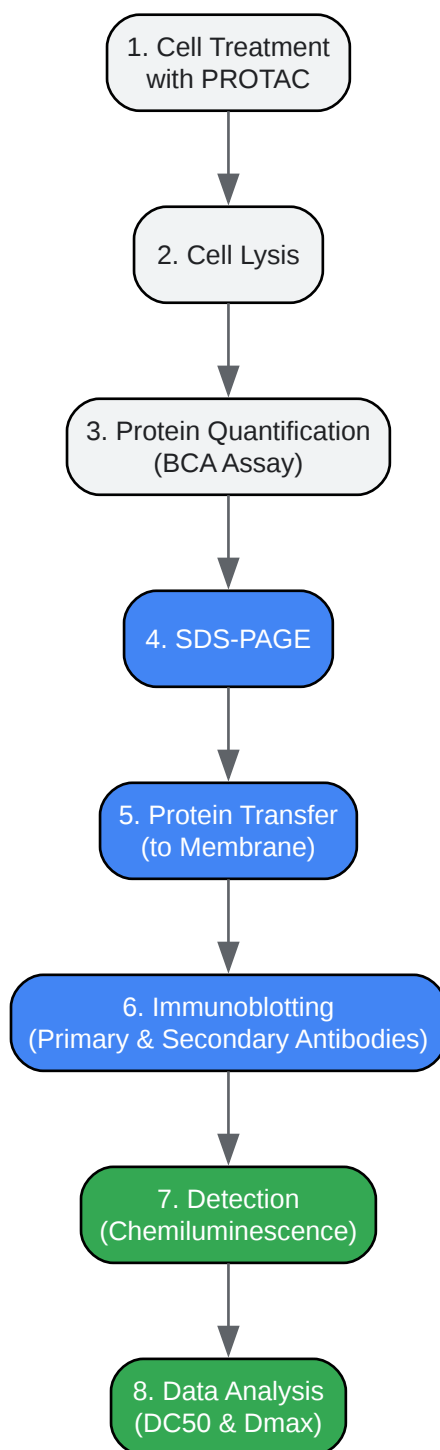 1. Cell Treatment
with PROTAC
2. Cell Lysis
3. Protein Quantification
(BCA Assay)
4. SDS-PAGE
5. Protein Transfer
(to Membrane)
6. Immunoblotting
(Primary & Secondary Antibodies)
7. Detection
(Chemiluminescence)
8. Data Analysis
(DC50 & Dmax)